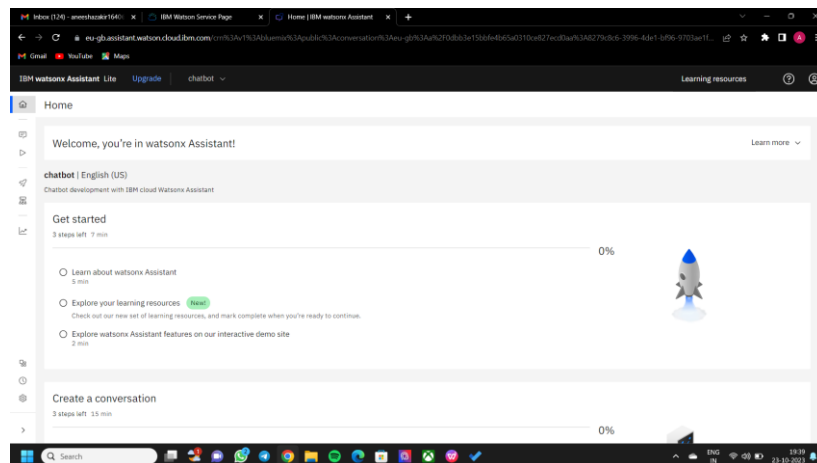 Inbox (124) - aneeshazakir1640
IBM Watson Service Page
Home | IBM watsonx Assistant
Gmail
YouTube
Maps
IBM watsonx Assistant Lite
Upgrade
chatbot
Learning resources
Home
Welcome, you're in watsonx Assistant!
Learn more
chatbot | English (US)
Chatbot development with IBM cloud Watsonx Assistant
Get started
3 steps left 7 min
0%
Learn about watsonx Assistant
5 min
Explore your learning resources New!
Check out our new set of learning resources, and mark complete when you're ready to continue.
Explore watsonx Assistant features on our interactive demo site
2 min
Create a conversation
3 steps left 15 min
0%
Search
ENG
IN
19:39
23-10-2023